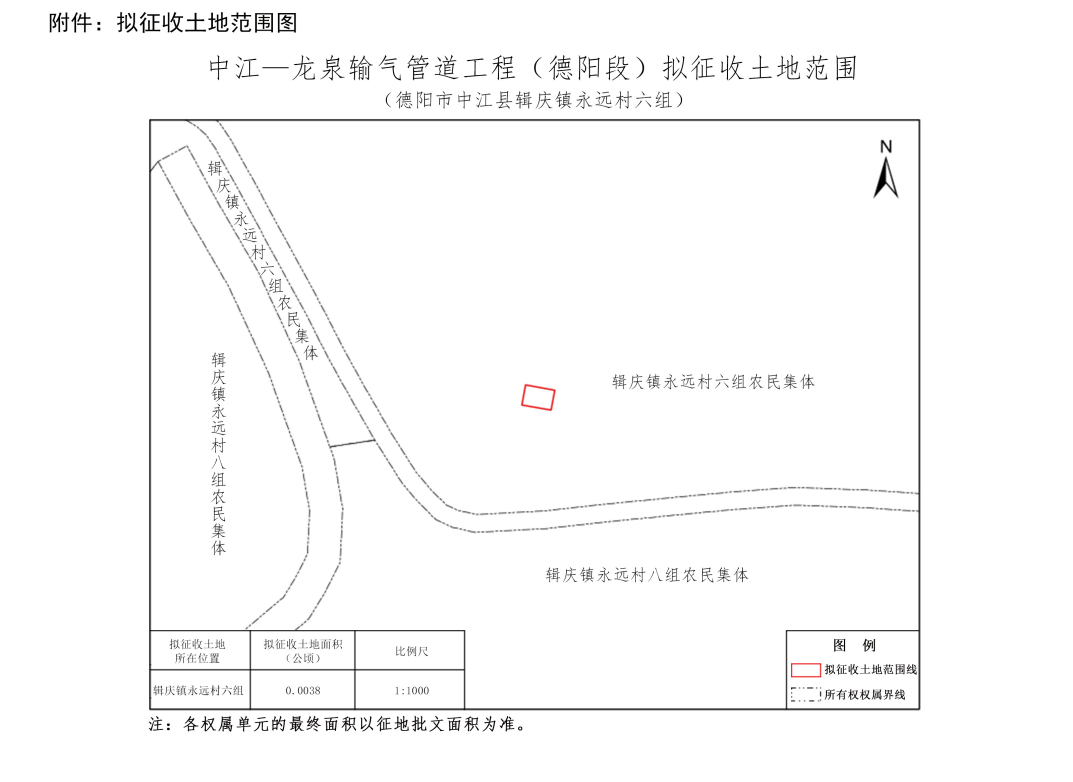 附件：拟征收土地范围图
中江—龙泉输气管道工程（德阳段）拟征收土地范围
（德阳市中江县辑庆镇永远村六组）
N
辑庆镇永远村六组农民集体
辑庆镇永远村八组农民集体
辑庆镇永远村六组农民集体
辑庆镇永远村八组农民集体
拟征收土地
所在位置
拟征收土地面积
（公顷）
比例尺
辑庆镇永远村六组
0.0038
1:1000
图 例
拟征收土地范围线
所有权权属界线
注：各权属单元的最终面积以征地批文面积为准。